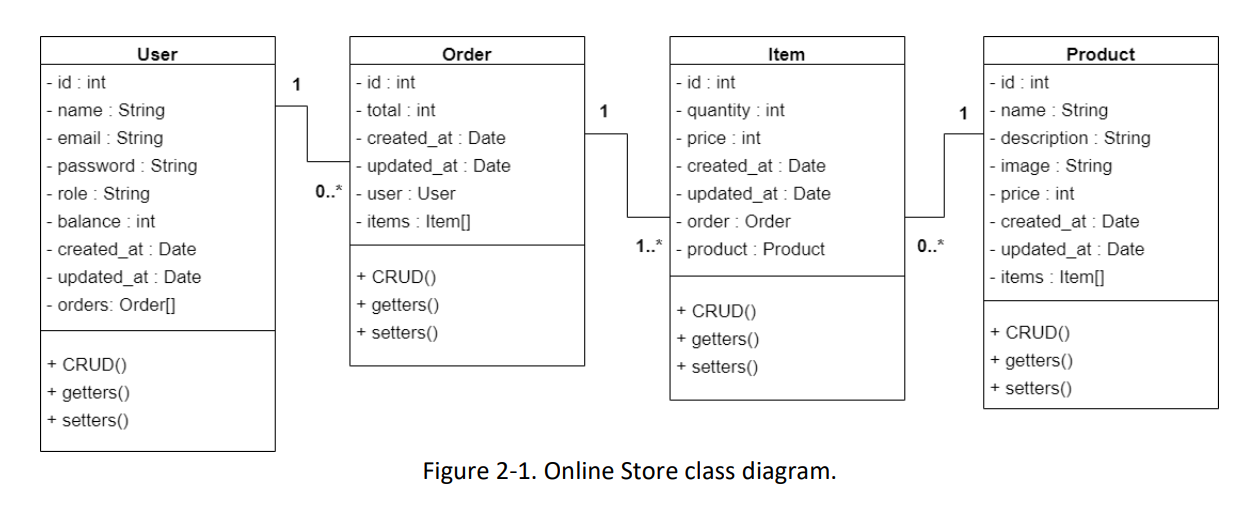 User
- id : int
- name : String
- email : String
- password : String
- role : String
- balance : int
- created_at : Date
- updated_at : Date
- orders: Order[]
+ CRUD()
+ getters()
+ setters()
1
0..*
Order
- id : int
- total : int
- created_at : Date
- updated_at : Date
- user : User
- items : Item[]
+ CRUD()
+ getters()
+ setters()
1
1..*
Item
- id : int
- quantity : int
- price : int
- created_at : Date
- updated_at : Date
- order : Order
- product : Product
+ CRUD()
+ getters()
+ setters()
1
0..*
Product
- id : int
- name : String
- description : String
- image : String
- price : int
- created_at : Date
- updated_at : Date
- items : Item[]
+ CRUD()
+ getters()
+ setters()
Figure 2-1. Online Store class diagram.